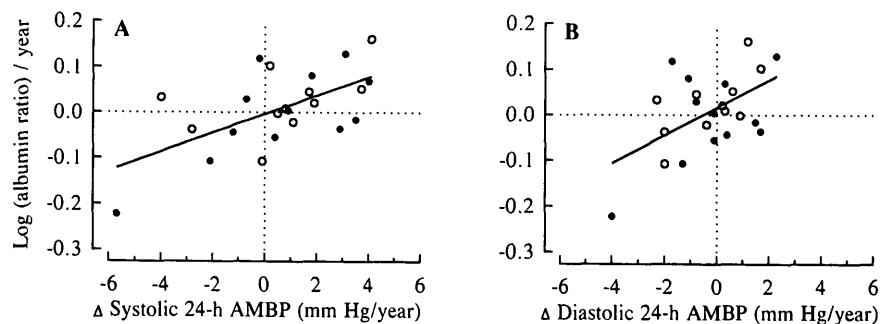 A
B
Log (albumin ratio) / year
0.2
0.1
0.0
-0.1
-0.2
-0.3
0.2
0.1
0.0
-0.1
-0.2
-0.3
-6 -4 -2 0 2 4 6
-6 -4 -2 0 2 4 6
Δ Systolic 24-h AMBP (mm Hg/year)
Δ Diastolic 24-h AMBP (mm Hg/year)